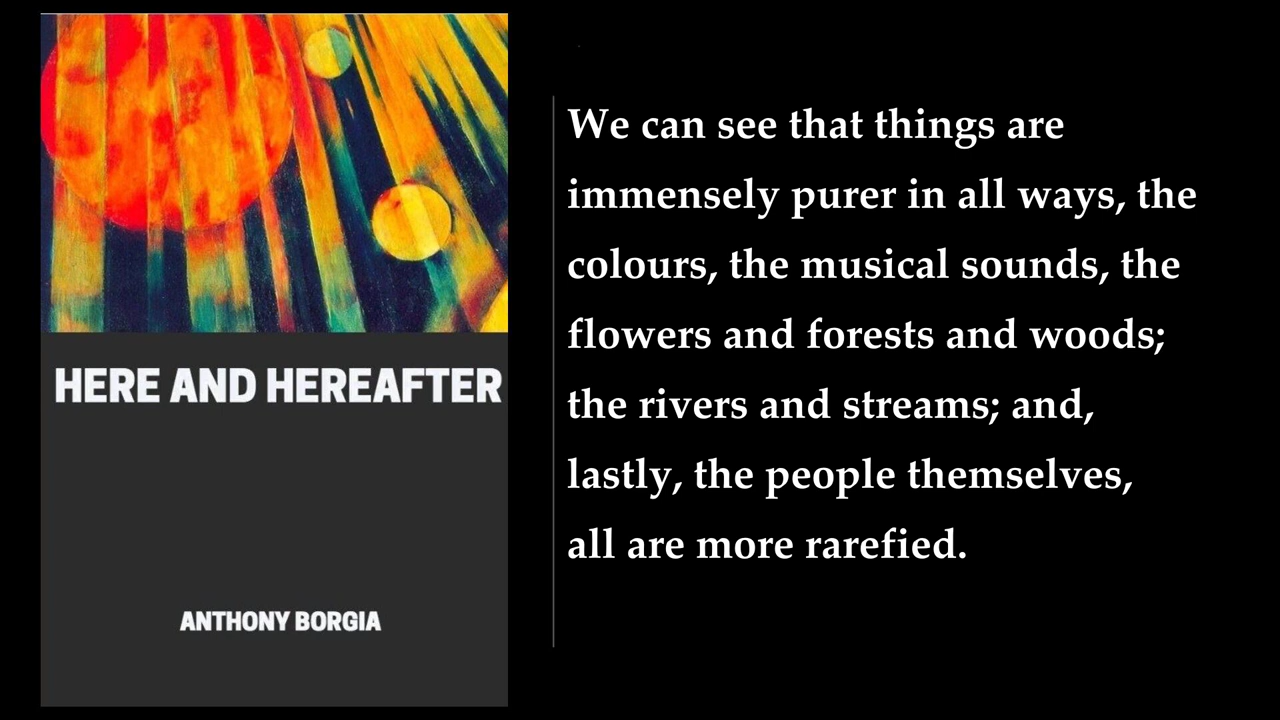 HERE AND HEREAFTER
ANTHONY BORGIA
We can see that things are
immensely purer in all ways, the
colours, the musical sounds, the
flowers and forests and woods;
the rivers and streams; and,
lastly, the people themselves,
all are more rarefied.